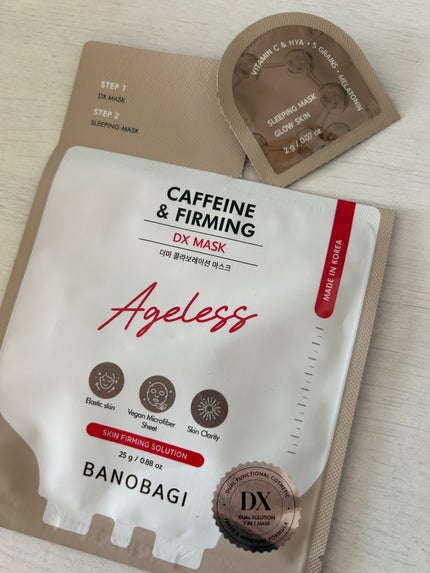 STEP 1
DX MASK
STEP 2
SLEEPING MASK
VITAMIN C & HYA • 5 GRAINS • MELATONIN
SLEEPING MASK
GLOW SKIN
2 g / 0.07 oz
CAFFEINE
& FIRMING
DX MASK
더마 콜라보레이션 마스크
MADE IN KOREA
Ageless
Elastic skin
Vegan Microfiber
Sheet
Skin Clarity
SKIN FIRMING SOLUTION
25 g / 0.88 oz
BANOBAGI
DUAL FUNCTIONAL COSMETIC
DX
DUAL SOLUTION
MASK
& MOISTURE FORMULA